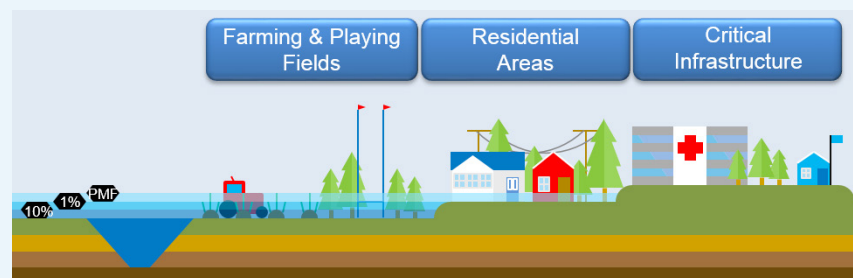 Farming & Playing
Fields
Residential
Areas
Critical
Infrastructure
10%
1%
PMF